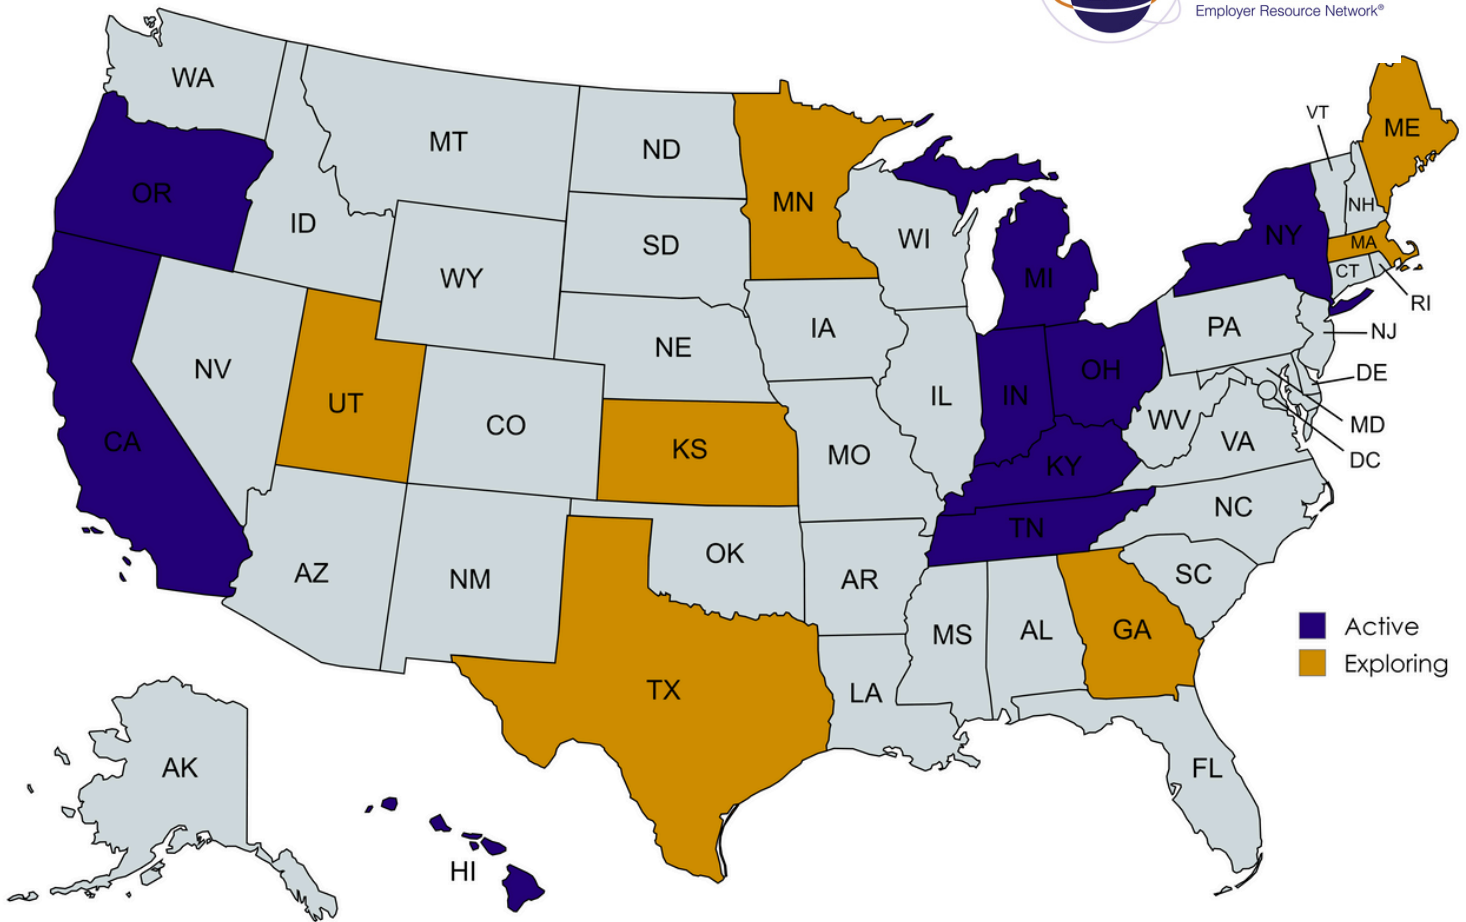 Employer Resource Network®
WA
OR
CA
NV
ID
MT
WY
UT
AZ
CO
NM
ND
SD
NE
KS
OK
TX
MN
IA
MO
AR
LA
WI
IL
MI
IN
OH
KY
TN
MS
AL
GA
FL
SC
NC
VA
WV
PA
NY
VT
NH
ME
MA
CT
RI
NJ
DE
MD
DC
AK
HI
Active
Exploring